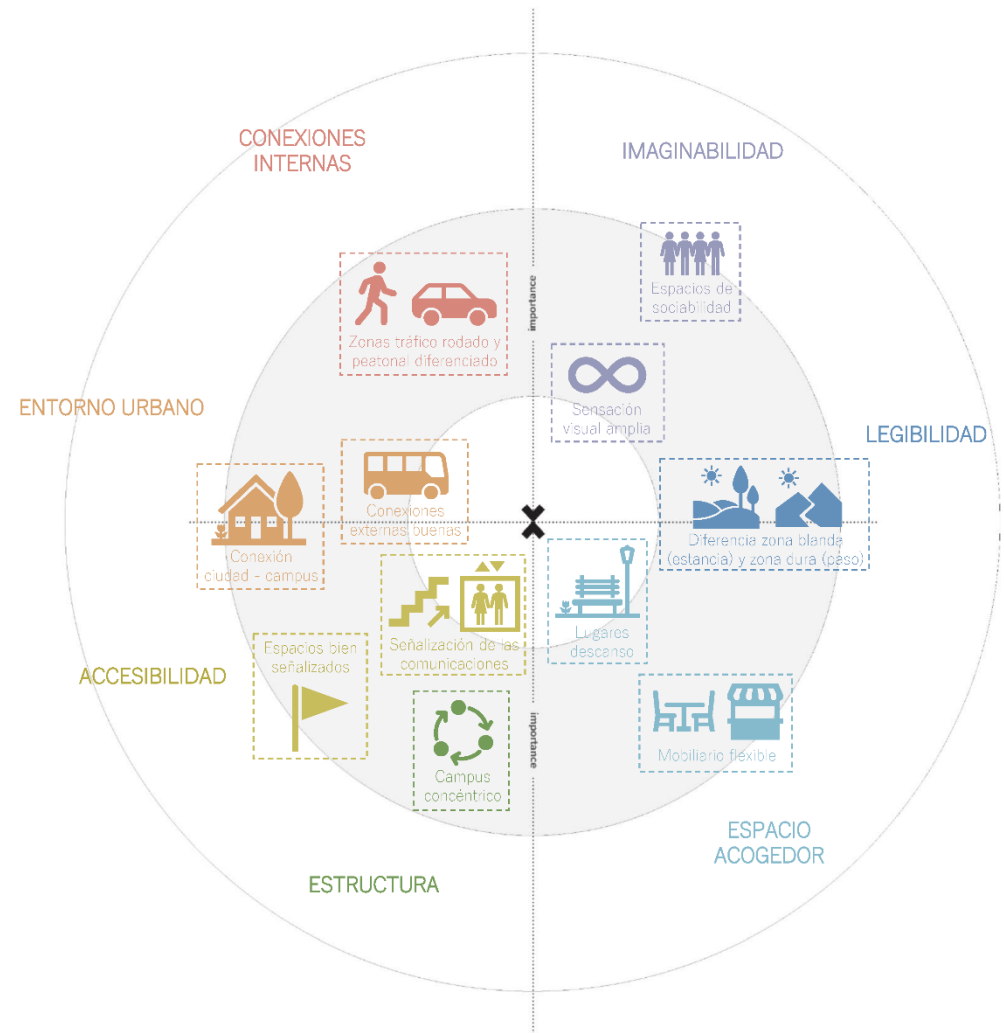 CONEXIONES
INTERNAS
IMAGINABILIDAD
Espacios de
sociabilidad
importance
Zonas tráfico rodado y
peatonal diferenciado
Sensación
visual amplia
ENTORNO URBANO
LEGIBILIDAD
Conexiones
externas buenas
Diferencia zona blanda
(estancia) y zona dura (paso)
Conexión
ciudad - campus
Lugares
descanso
Señalización de las
comunicaciones
Espacios bien
señalizados
ACCESIBILIDAD
importance
Mobiliario flexible
Campus
concéntrico
ESPACIO
ACOGEDOR
ESTRUCTURA